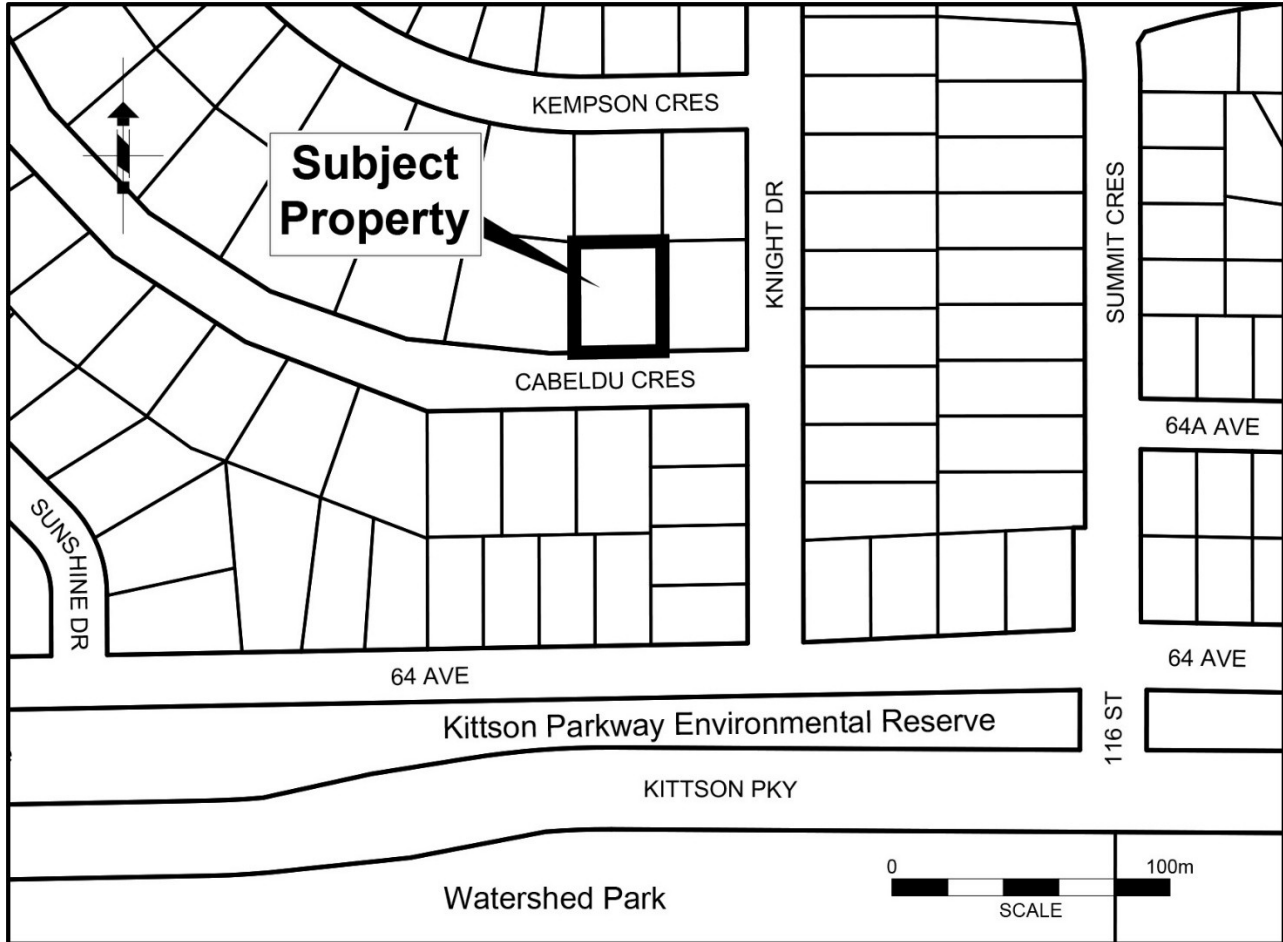 KEMPSON CRES
Subject
Property
KNIGHT DR
SUMMIT CRES
CABELDU CRES
64A AVE
SUNSHINE DR
64 AVE
64 AVE
Kittson Parkway Environmental Reserve
116 ST
KITTSON PKY
0 100m
SCALE
Watershed Park